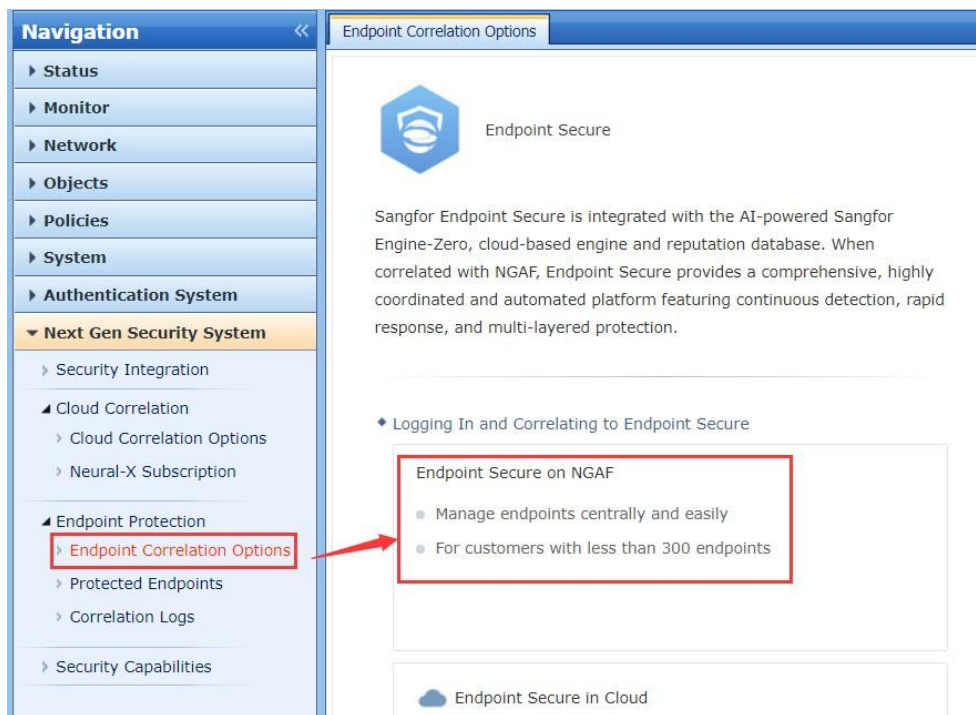 Navigation
Status
Monitor
Network
Objects
Policies
System
Authentication System
Next Gen Security System
Security Integration
Cloud Correlation
Cloud Correlation Options
Neural-X Subscription
Endpoint Protection
Endpoint Correlation Options
Protected Endpoints
Correlation Logs
Security Capabilities
Endpoint Correlation Options
Endpoint Secure
Sangfor Endpoint Secure is integrated with the AI-powered Sangfor
Engine-Zero, cloud-based engine and reputation database. When
correlated with NGAF, Endpoint Secure provides a comprehensive, highly
coordinated and automated platform featuring continuous detection, rapid
response, and multi-layered protection.
Logging In and Correlating to Endpoint Secure
Endpoint Secure on NGAF
Manage endpoints centrally and easily
For customers with less than 300 endpoints
Endpoint Secure in Cloud